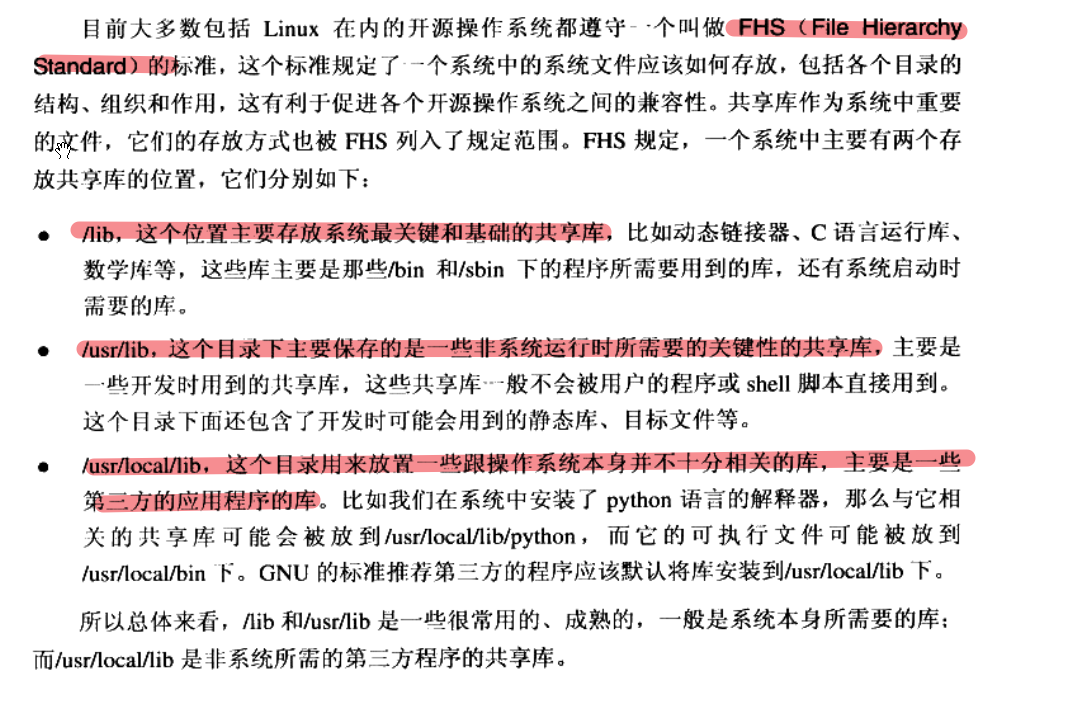 目前大多数包括 Linux 在内的开源操作系统都遵守一个叫做 FHS（File Hierarchy
Standard）的标准，这个标准规定了一个系统中的系统文件应该如何存放，包括各个目录的
结构、组织和作用，这有利于促进各个开源操作系统之间的兼容性。共享库作为系统中重要
的文件，它们的存放方式也被 FHS 列入了规定范围。FHS 规定，一个系统中主要有两个存
放共享库的位置，它们分别如下：
● /lib，这个位置主要存放系统最关键和基础的共享库，比如动态链接器、C 语言运行库、
数学库等，这些库主要是那些/bin 和/sbin 下的程序所需要用到的库，还有系统启动时
需要的库。
● /usr/lib，这个目录下主要保存的是一些非系统运行时所需要的关键性的共享库，主要是
一些开发时用到的共享库，这些共享库一般不会被用户的程序或 shell 脚本直接用到。
这个目录下面还包含了开发时可能会用到的静态库、目标文件等。
● /usr/local/lib，这个目录用来放置一些跟操作系统本身并不十分相关的库，主要是一些
第三方的应用程序的库。比如我们在系统中安装了 python 语言的解释器，那么与它相
关的共享库可能会被放到/usr/local/lib/python，而它的可执行文件可能被放到
/usr/local/bin 下。GNU 的标准推荐第三方的程序应该默认将库安装到/usr/local/lib 下。
所以总体来看，/lib 和/usr/lib 是一些很常用的、成熟的，一般是系统本身所需要的库；
而/usr/local/lib 是非系统所需的第三方程序的共享库。